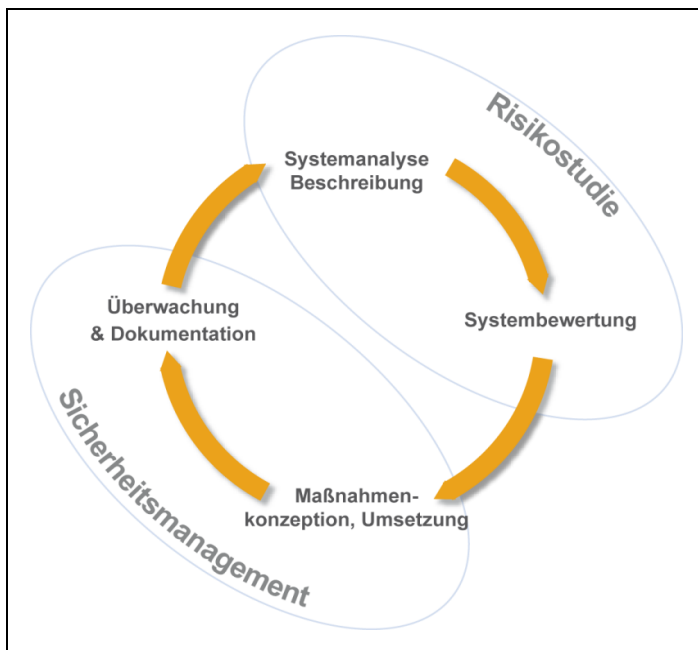 Risikostudie
Systemanalyse
Beschreibung
Systembewertung
Überwachung
& Dokumentation
Maßnahmen-
konzeption, Umsetzung
Sicherheitsmanagement